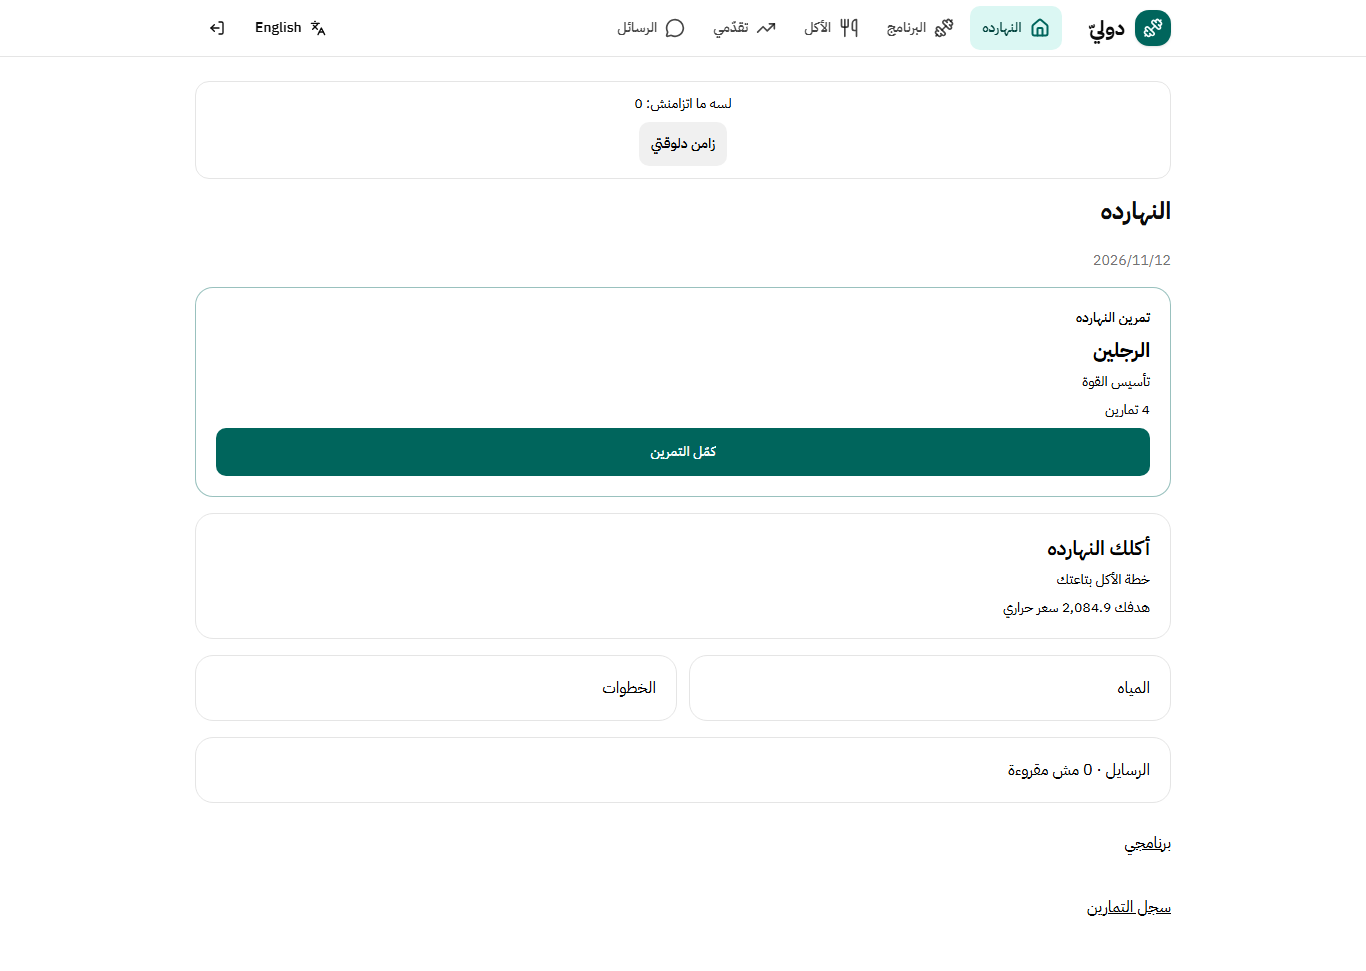 دوليّ
النهارده
البرنامج
الأكل
تقدّمي
الرسائل
English
لسه ما اتزامنش: 0
زامن دلوقتي
النهارده
2026/11/12
تمرين النهارده
الرجلين
تأسيس القوة
4 تمارين
كمّل التمرين
أكلك النهارده
خطة الأكل بتاعتك
هدفك 2,084.9 سعر حراري
المياه
الخطوات
الرسايل · 0 مش مقروءة
برنامجي
سجل التمارين